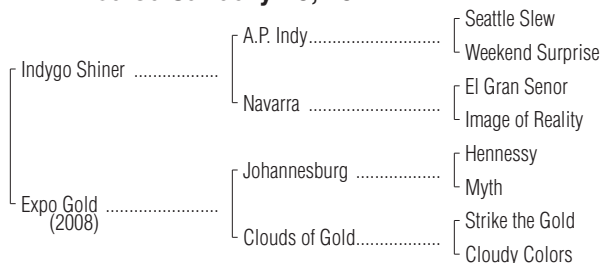 Seattle Slew
A.P. Indy........................................
Weekend Surprise
Indygo Shiner ..................
El Gran Senor
Navarra ............................
Image of Reality
Hennessy
Johannesburg ..................
Myth
Expo Gold ........................
(2008)
Strike the Gold
Clouds of Gold..................
Cloudy Colors